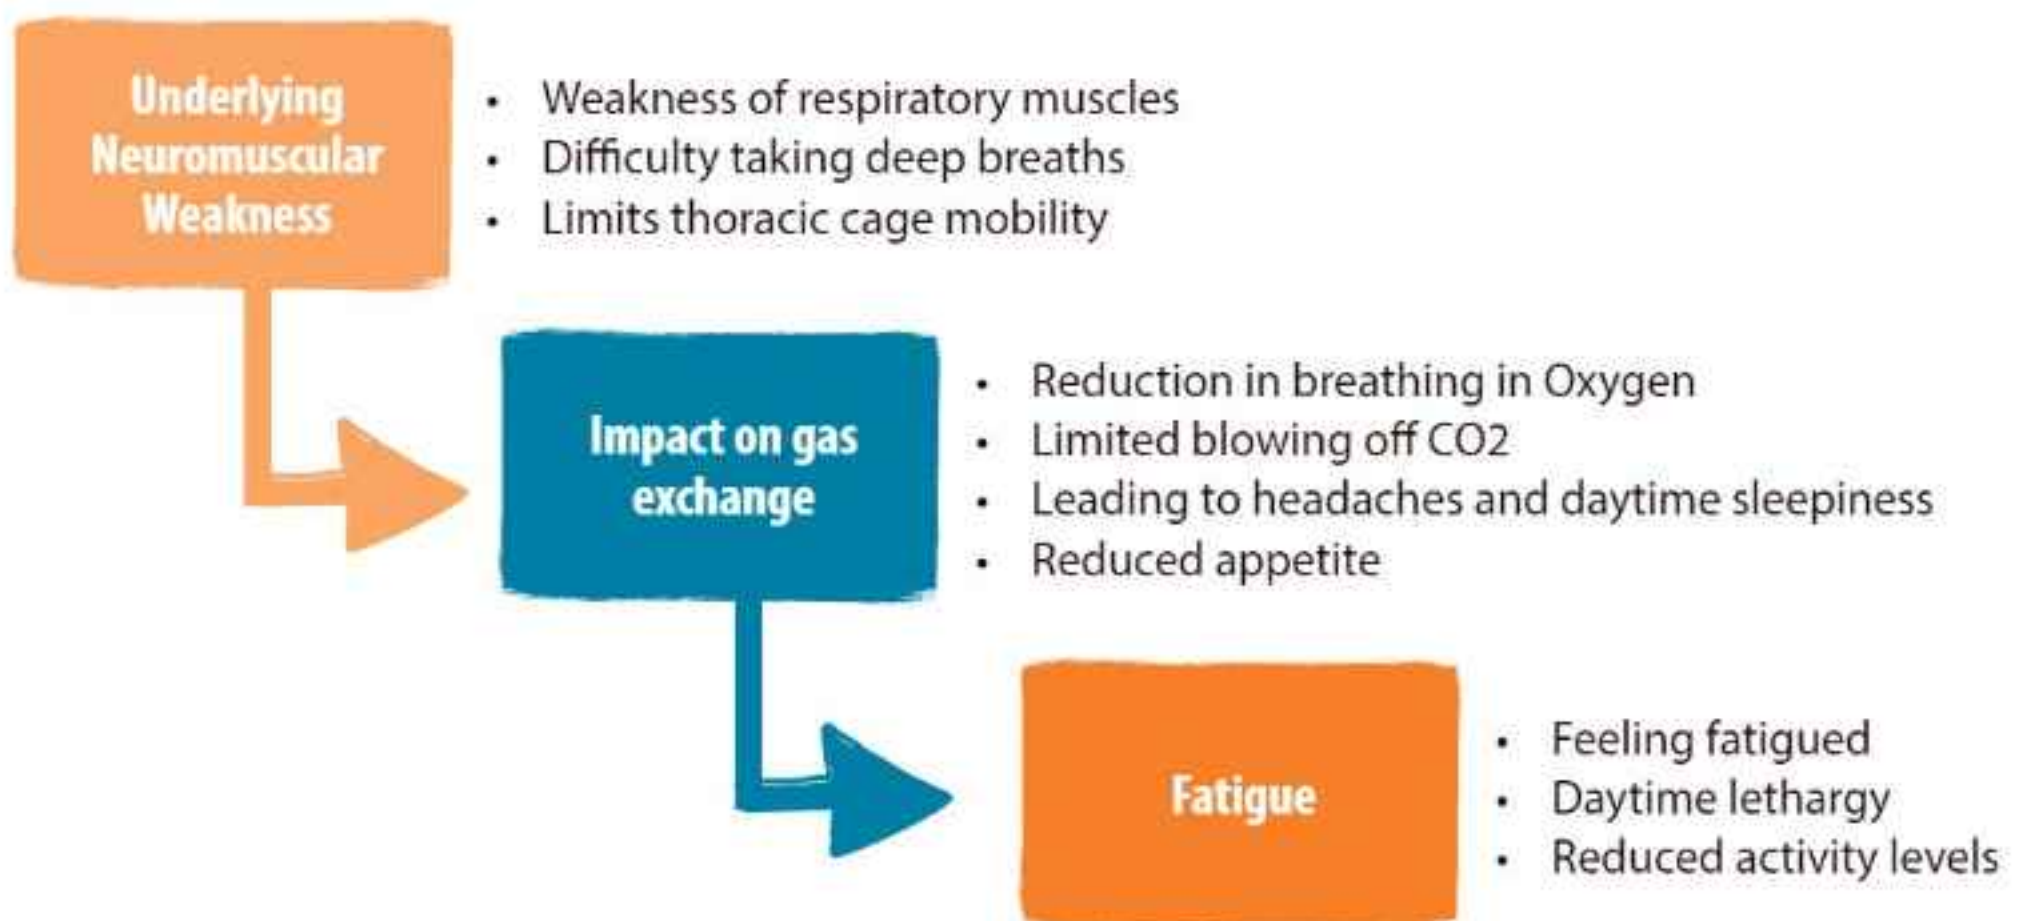 Underlying
Neuromuscular
Weakness
• Weakness of respiratory muscles
• Difficulty taking deep breaths
• Limits thoracic cage mobility
Impact on gas
exchange
• Reduction in breathing in Oxygen
• Limited blowing off CO2
• Leading to headaches and daytime sleepiness
• Reduced appetite
Fatigue
• Feeling fatigued
• Daytime lethargy
• Reduced activity levels